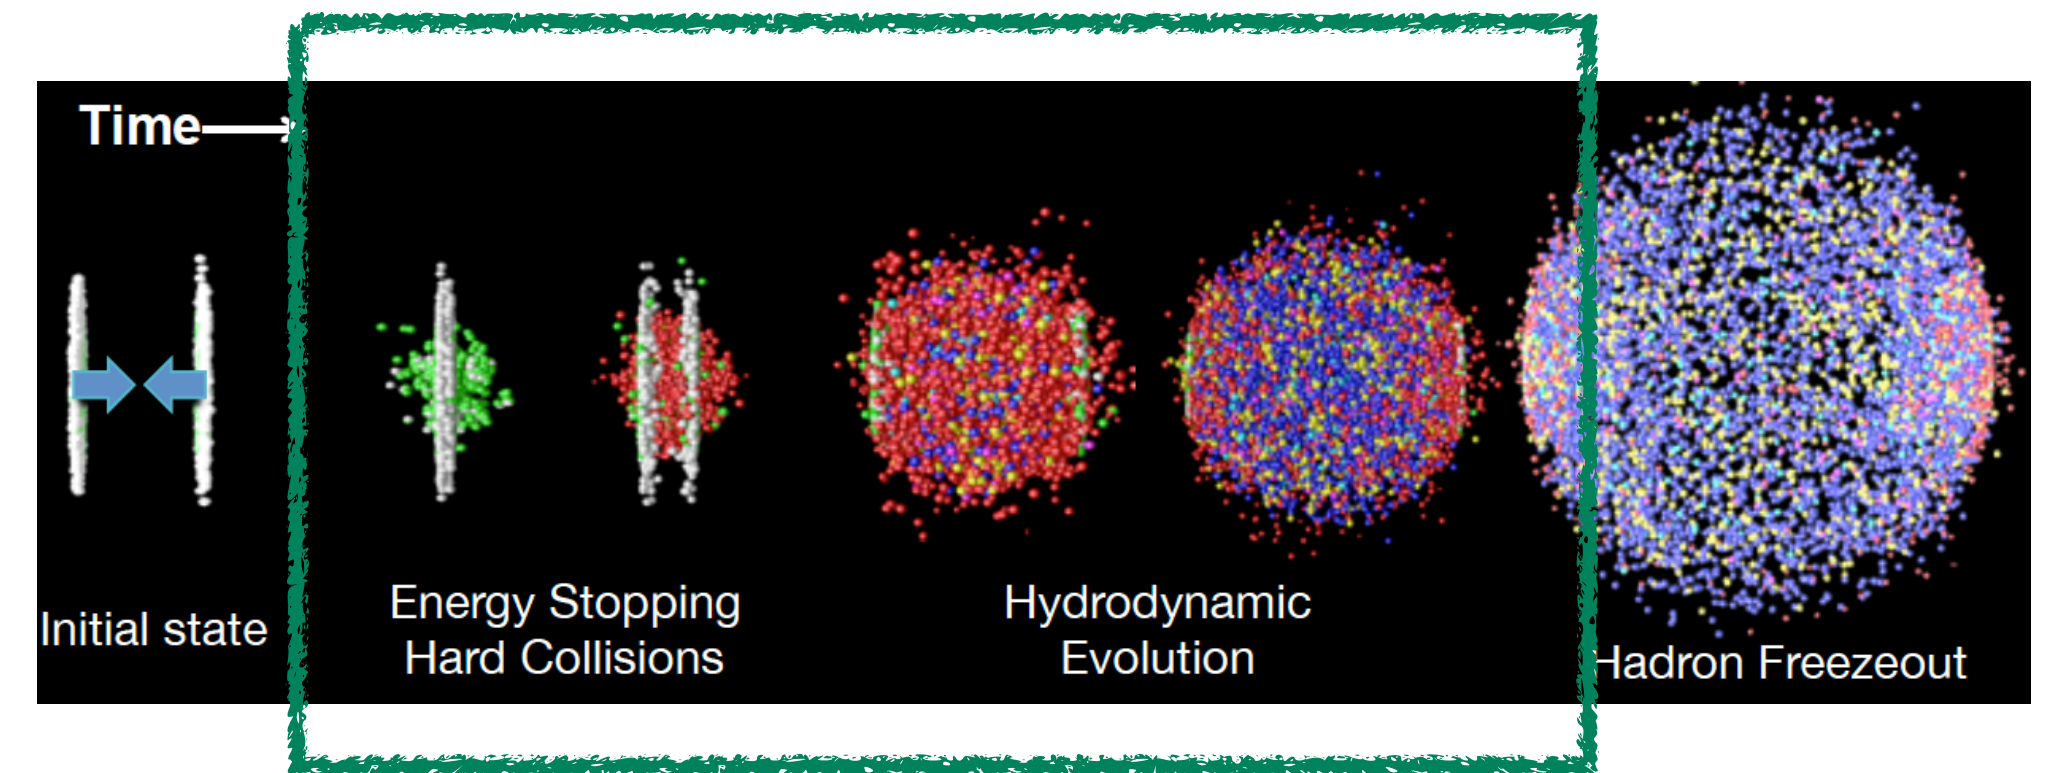 Time
Initial state
Energy Stopping
Hard Collisions
Hydrodynamic
Evolution
Hadron Freezeout